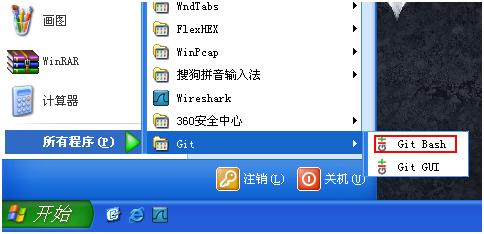 WndTabs
画图
FlexHEX
WinPcap
WinRAR
搜狗拼音输入法
计算器
Wireshark
360安全中心
所有程序(P)
Git
Git Bash
Git GUI
注销(L)
关机(U)
开始